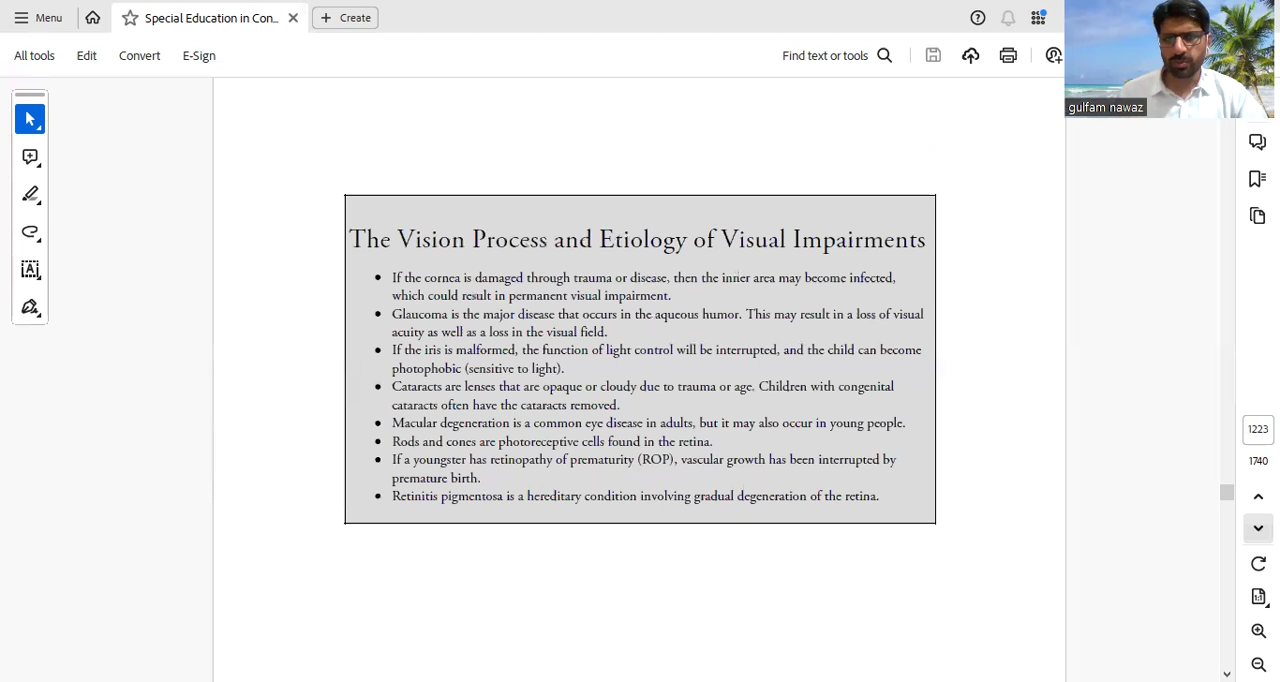 Menu
Special Education in Con...
Create
All tools
Edit
Convert
E-Sign
Find text or tools
gulfam nawaz
The Vision Process and Etiology of Visual Impairments
• If the cornea is damaged through trauma or disease, then the inner area may become infected,
which could result in permanent visual impairment.
• Glaucoma is the major disease that occurs in the aqueous humor. This may result in a loss of visual
acuity as well as a loss in the visual field.
• If the iris is malformed, the function of light control will be interrupted, and the child can become
photophobic (sensitive to light).
• Cataracts are lenses that are opaque or cloudy due to trauma or age. Children with congenital
cataracts often have the cataracts removed.
• Macular degeneration is a common eye disease in adults, but it may also occur in young people.
• Rods and cones are photoreceptive cells found in the retina.
• If a youngster has retinopathy of prematurity (ROP), vascular growth has been interrupted by
premature birth.
• Retinitis pigmentosa is a hereditary condition involving gradual degeneration of the retina.
1223
1740